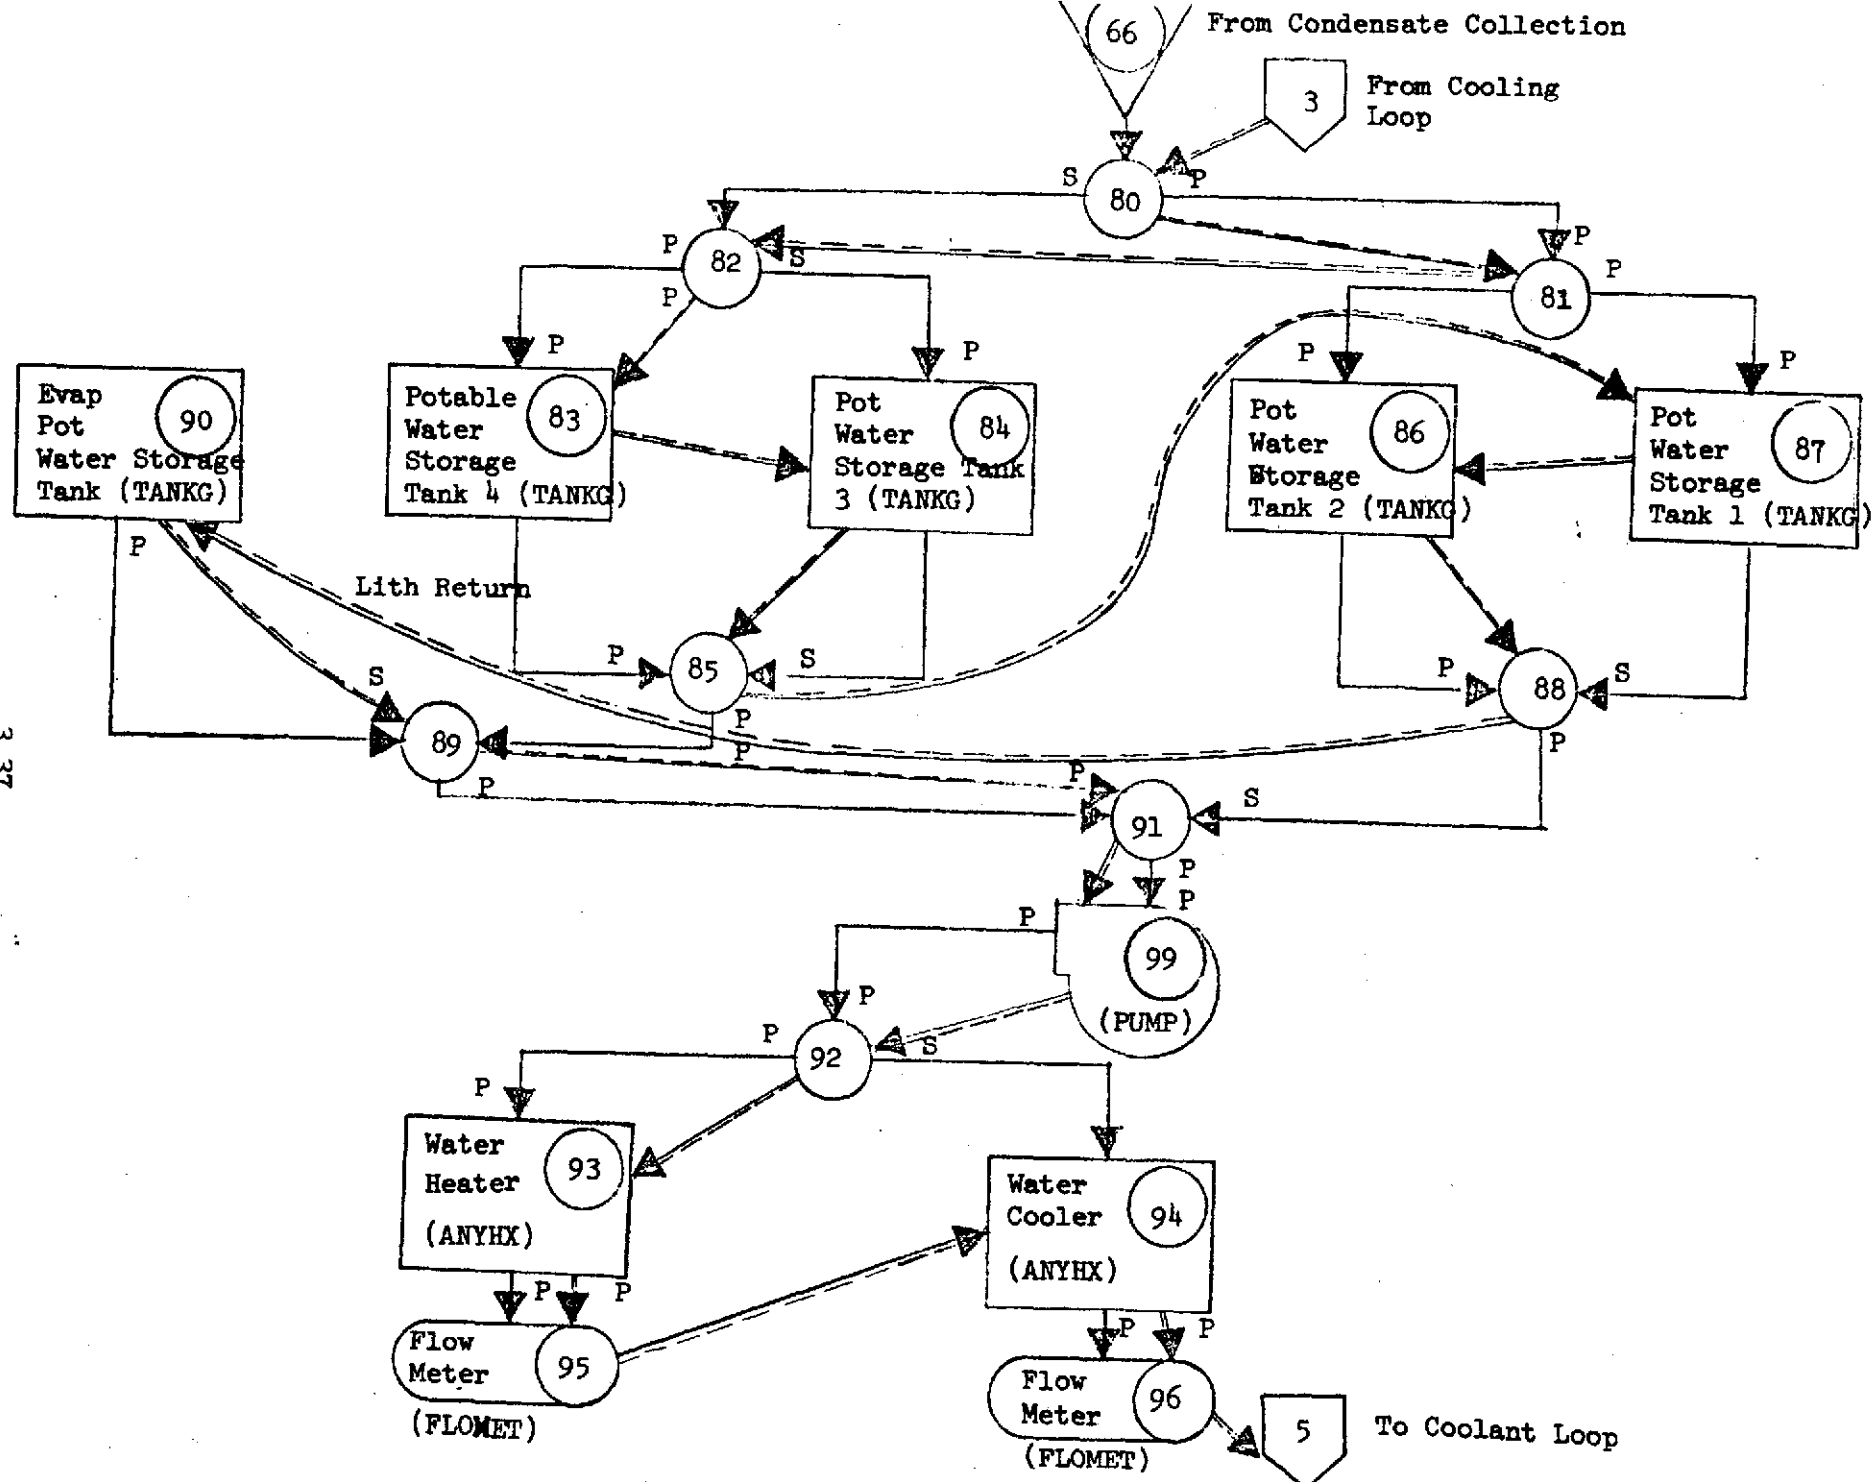 66
From Condensate Collection
3
From Cooling
Loop
S
80
P
P
82
S
P
P
81
P
P
P
P
P
P
Evap
Pot
Water Storage
Tank (TANKG)
90
Potable
Water
Storage
Tank 4 (TANKG)
83
Pot
Water
Storage Tank
3 (TANKG)
84
Pot
Water
Storage
Tank 2 (TANKG)
86
Pot
Water
Storage
Tank 1 (TANKG)
87
P
Lith Return
S
P
85
S
P
88
S
P
89
P
P
P
P
91
S
P
P
P
99
(PUMP)
P
P
92
S
P
Water
Heater
(ANYHX)
93
Water
Cooler
(ANYHX)
94
P
P
P
P
Flow
Meter
95
(FLOMET)
Flow
Meter
96
(FLOMET)
5
To Coolant Loop
3 37